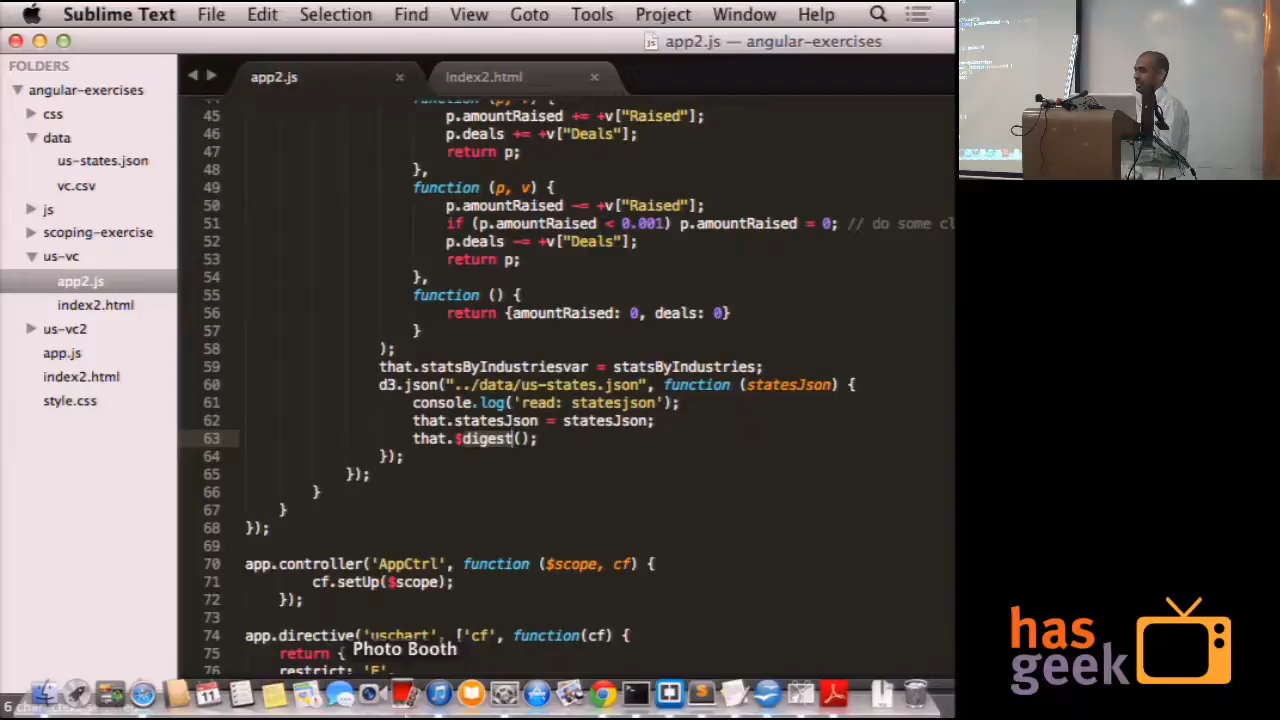 Sublime Text File Edit Selection Find View Goto Tools Project Window Help
app2.js — angular-exercises
FOLDERS
angular-exercises
css
data
us-states.json
vc.csv
js
scoping-exercise
us-vc
app2.js
index2.html
us-vc2
app.js
index2.html
style.css
app2.js × index2.html ×
44 function (p, v) {
45 p.amountRaised += +v["Raised"];
46 p.deals += +v["Deals"];
47 return p;
48 },
49 function (p, v) {
50 p.amountRaised -= +v["Raised"];
51 if (p.amountRaised < 0.001) p.amountRaised = 0; // do some cl
52 p.deals -= +v["Deals"];
53 return p;
54 },
55 function () {
56 return {amountRaised: 0, deals: 0}
57 }
58 );
59 that.statsByIndustriesvar = statsByIndustries;
60 d3.json("../data/us-states.json", function (statesJson) {
61 console.log('read: statesjson');
62 that.statesJson = statesJson;
63 that.$digest();
64 });
65 });
66 }
67 }
68 });
69
70 app.controller('AppCtrl', function ($scope, cf) {
71 cf.setUp($scope);
72 });
73
74 app.directive('uschart', ['cf', function(cf) {
75 return {
76 restrict: 'E',
Photo Booth
has
geek